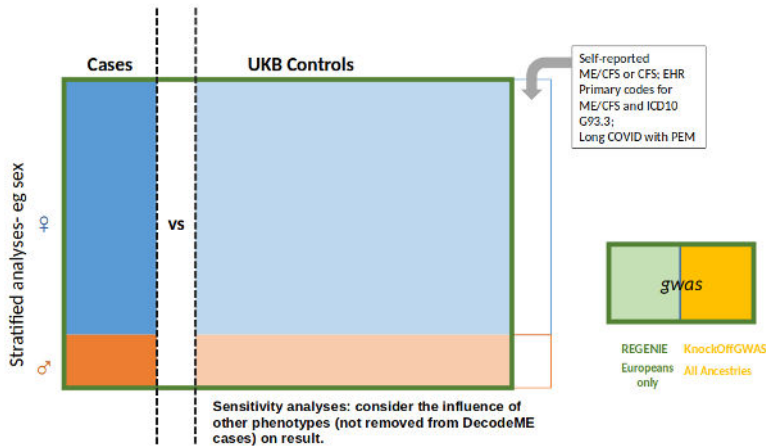 Cases
UKB Controls
Self-reported
ME/CFS or CFS; EHR
Primary codes for
ME/CFS and ICD10
G93.3;
Long COVID with PEM
Stratified analyses- eg sex
♀
vs
♂
gwas
REGENIE
Europeans
only
KnockOffGWAS
All Ancestries
Sensitivity analyses: consider the influence of
other phenotypes (not removed from DecodeME
cases) on result.